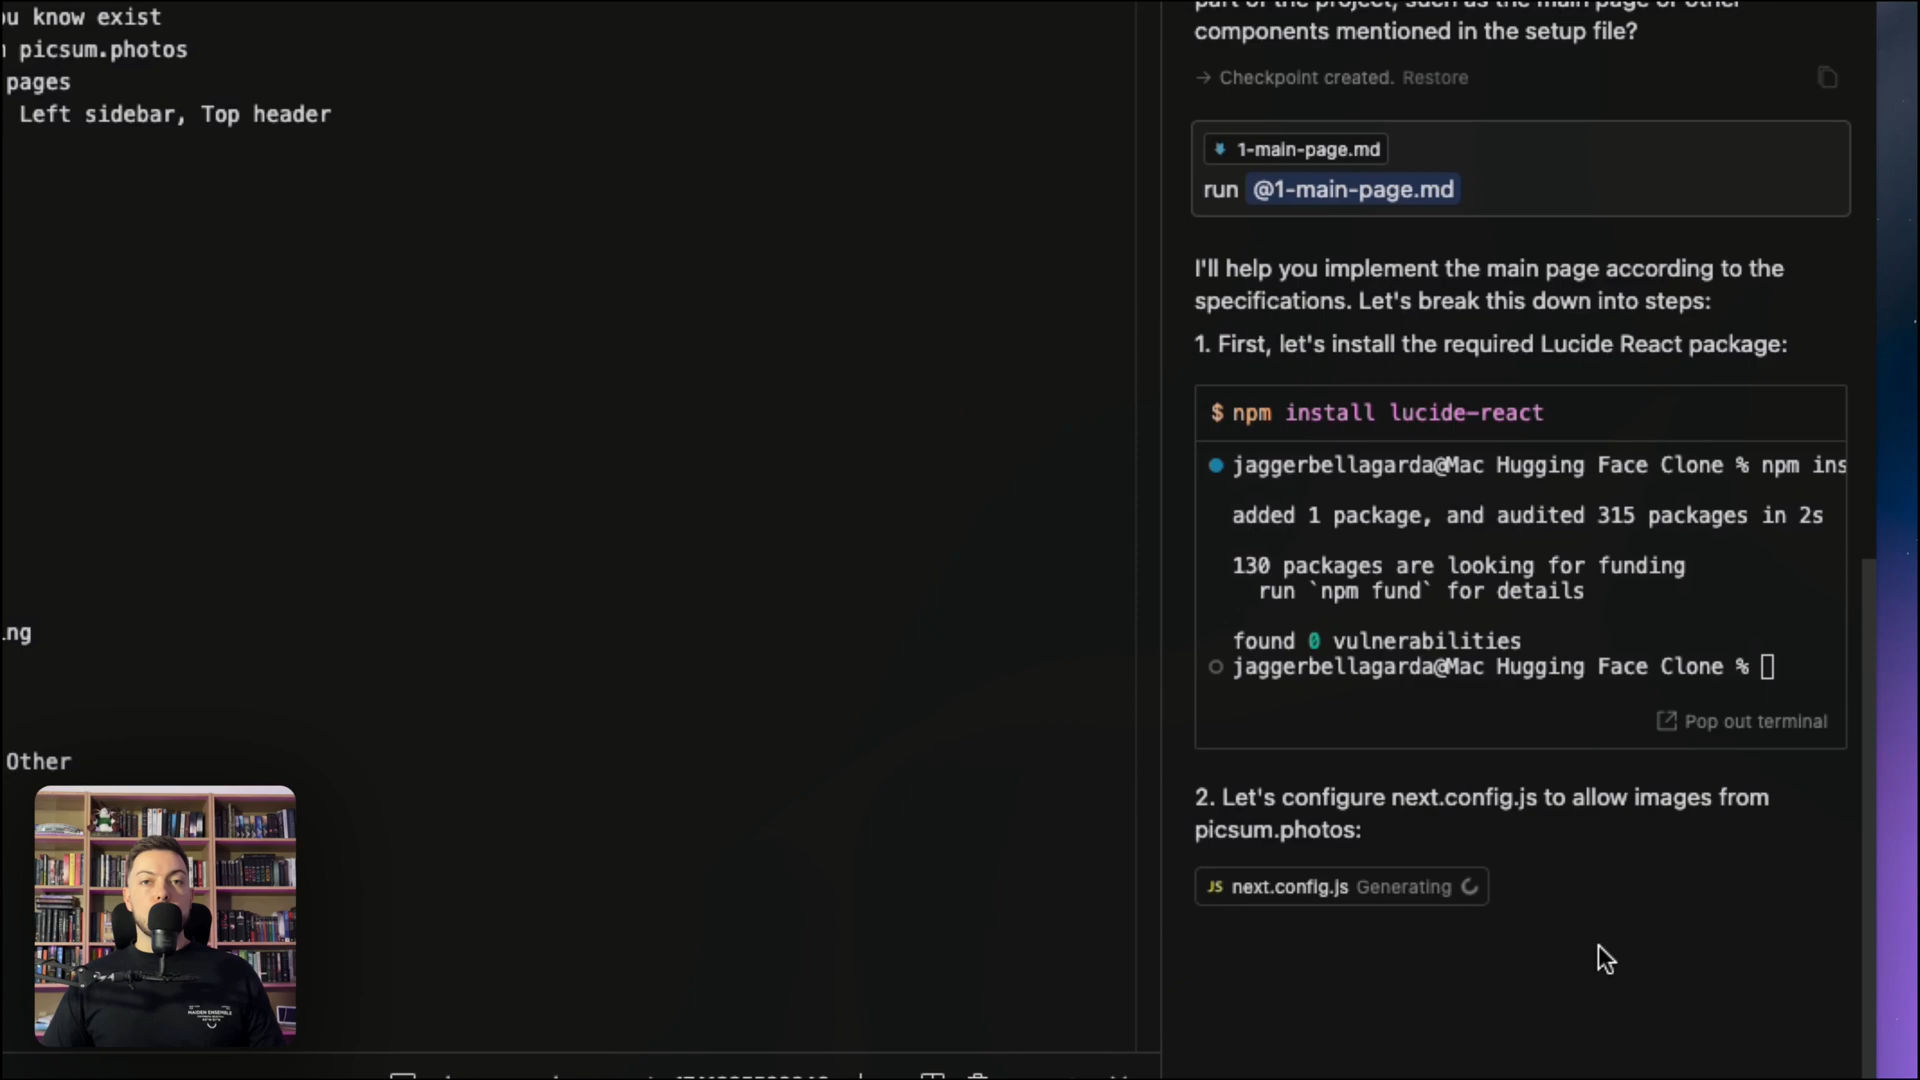 know exist
picsum.photos
pages
Left sidebar, Top header
Other
components mentioned in the setup file?
→ Checkpoint created. Restore
1-main-page.md
run @1-main-page.md
I'll help you implement the main page according to the
specifications. Let's break this down into steps:
1. First, let's install the required Lucide React package:
$ npm install lucide-react
jaggerbellagarda@Mac Hugging Face Clone % npm ins
added 1 package, and audited 315 packages in 2s
130 packages are looking for funding
run `npm fund` for details
found 0 vulnerabilities
jaggerbellagarda@Mac Hugging Face Clone %
Pop out terminal
2. Let's configure next.config.js to allow images from
picsum.photos:
JS next.config.js Generating
MAIDEN ENSEMBLE